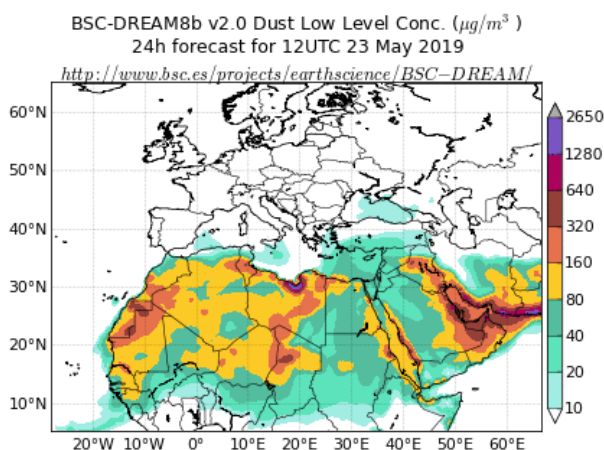 BSC-DREAM8b v2.0 Dust Low Level Conc. (μg/m³ )
24h forecast for 12UTC 23 May 2019
http://www.bsc.es/projects/earthscience/BSC−DREAM/
60°N
50°N
40°N
30°N
20°N
10°N
20°W 10°W 0° 10°E 20°E 30°E 40°E 50°E 60°E
2650
1280
640
320
160
80
40
20
10